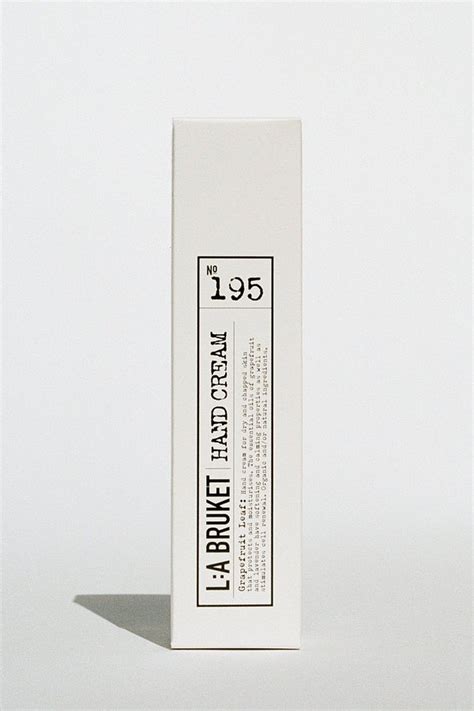 No 195
L:A BRUKET
HAND CREAM
Grapefruit Leaf: Hand cream for dry and chapped skin
that protects and moisturises. The essential oils of grapefruit
and lavender have softening and calming properties as well as
stimulates cell renewal. Organic and/or natural ingredients.